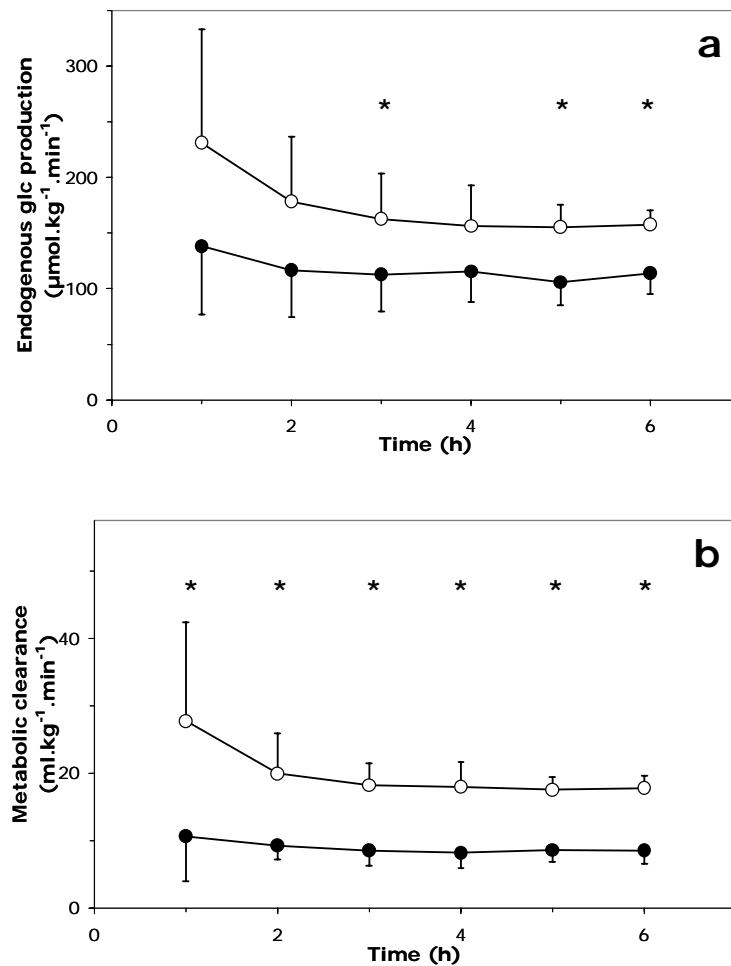 a
Endogenous glc production
(µmol.kg-1.min-1)
300
200
100
0
* * *
0 2 4 6
Time (h)
b
Metabolic clearance
(ml.kg-1.min-1)
* * * * * *
40
20
0
0 2 4 6
Time (h)